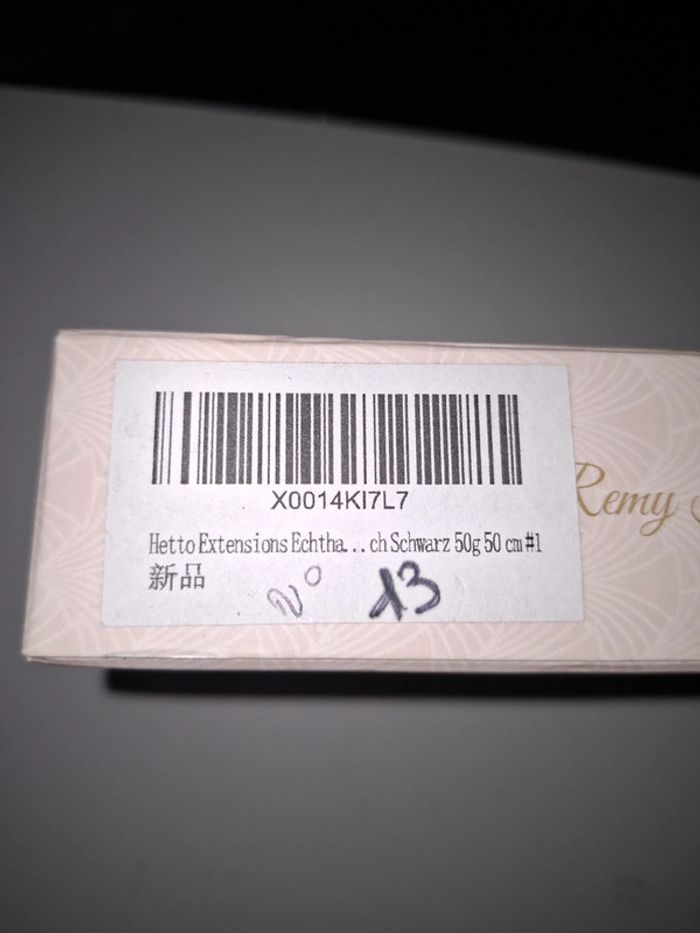 X0014KI7L7
Remy
Hetto Extensions Echtha... ch Schwarz 50g 50 cm #1
新品
N° 13